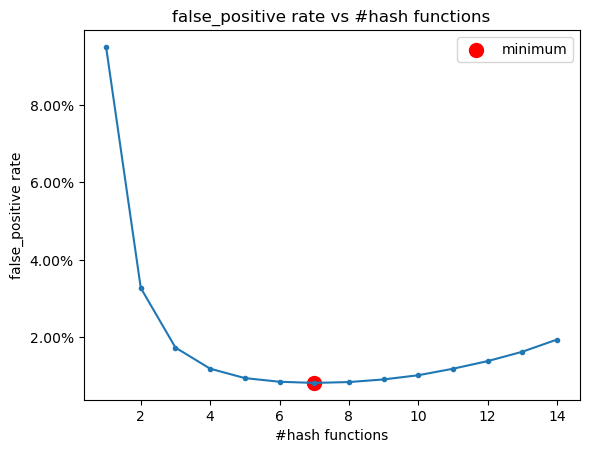 false_positive rate vs #hash functions
minimum
8.00%
6.00%
4.00%
2.00%
false_positive rate
2 4 6 8 10 12 14
#hash functions